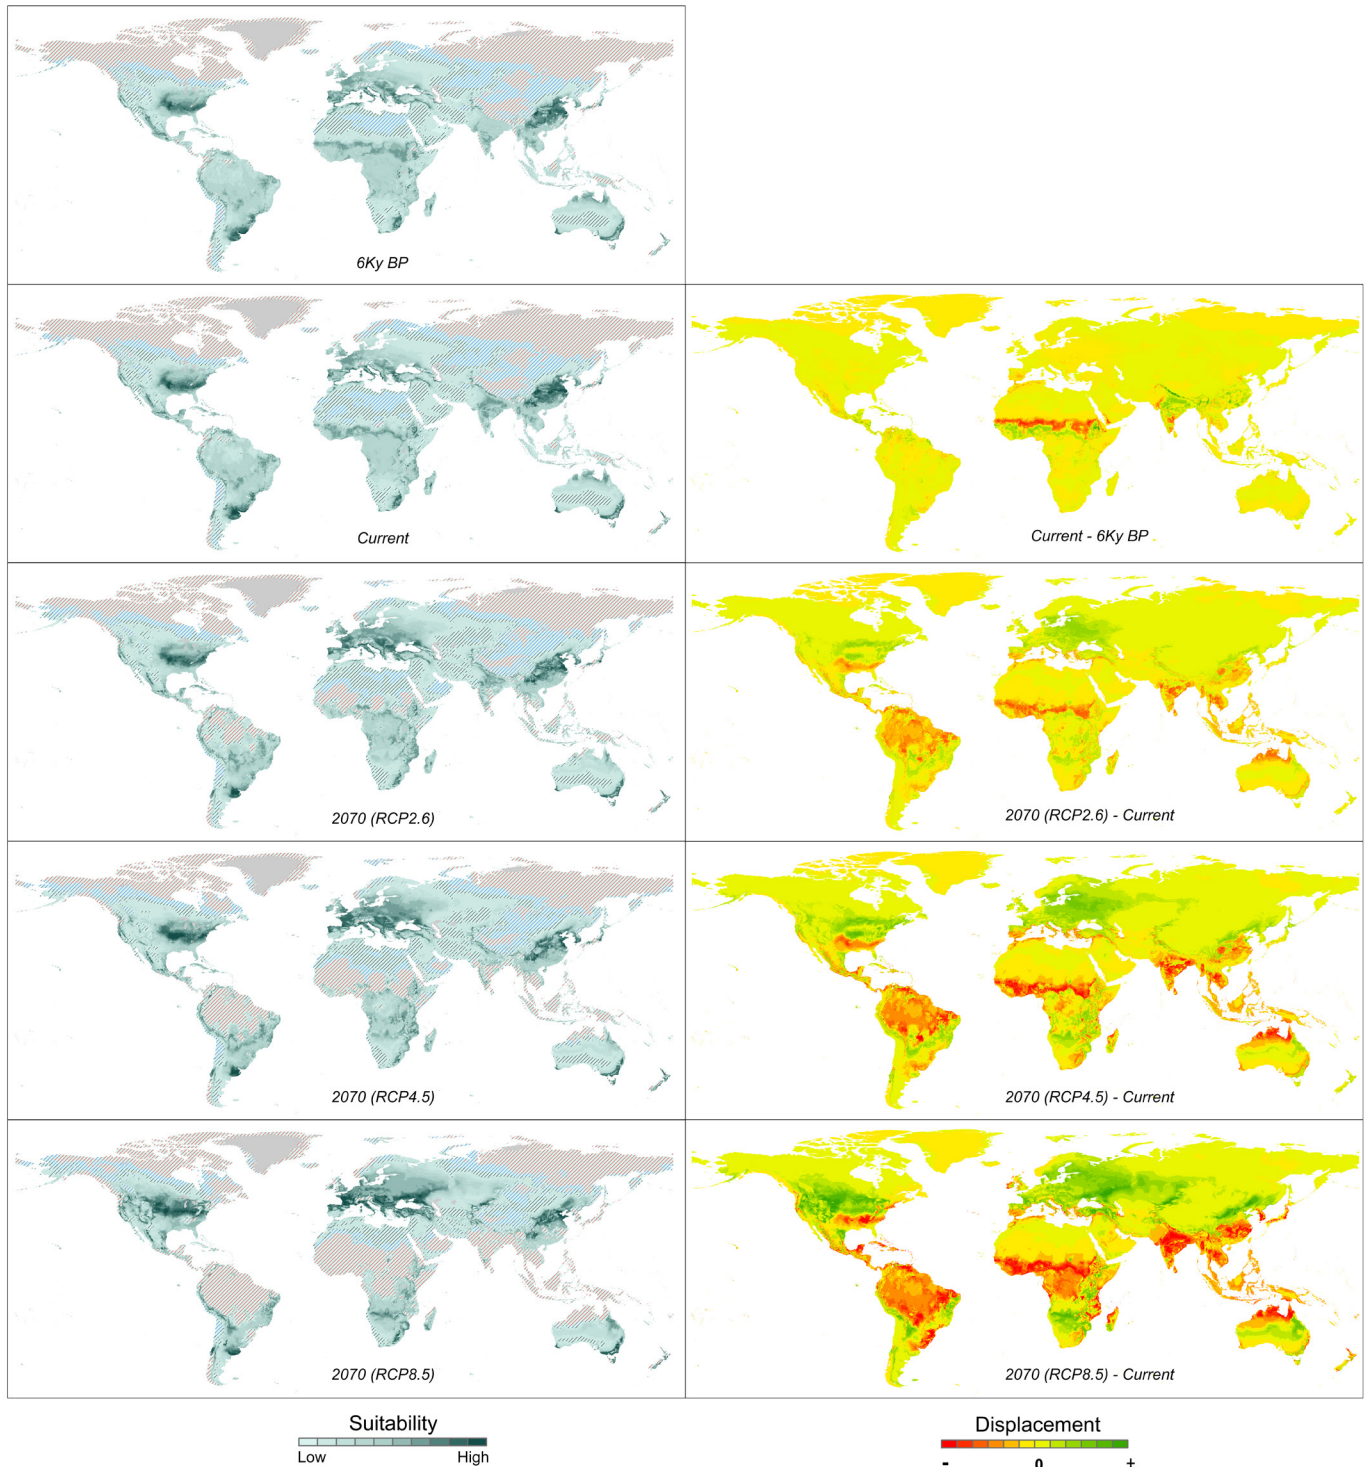 6Ky BP
Current
Current - 6Ky BP
2070 (RCP2.6)
2070 (RCP2.6) - Current
2070 (RCP4.5)
2070 (RCP4.5) - Current
2070 (RCP8.5)
2070 (RCP8.5) - Current
Suitability
Low High
Displacement
- 0 +